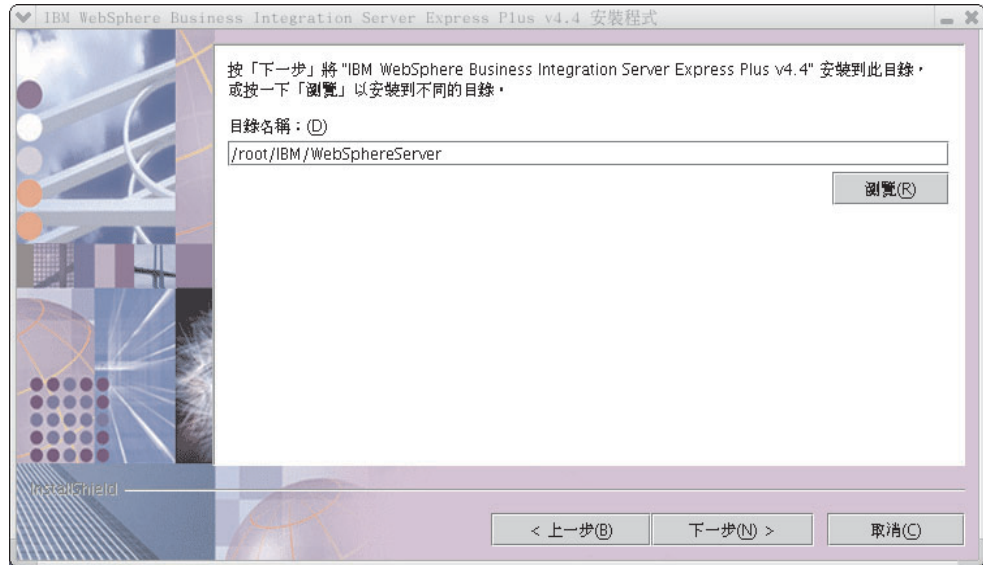 IBM WebSphere Business Integration Server Express Plus v4.4 安裝程式
按「下一步」將 "IBM WebSphere Business Integration Server Express Plus v4.4" 安裝到此目錄，
或按一下「瀏覽」以安裝到不同的目錄。
目錄名稱：(D)
/root/IBM/WebSphereServer
瀏覽(R)
InstallShield
< 上一步(B)
下一步(N) >
取消(C)